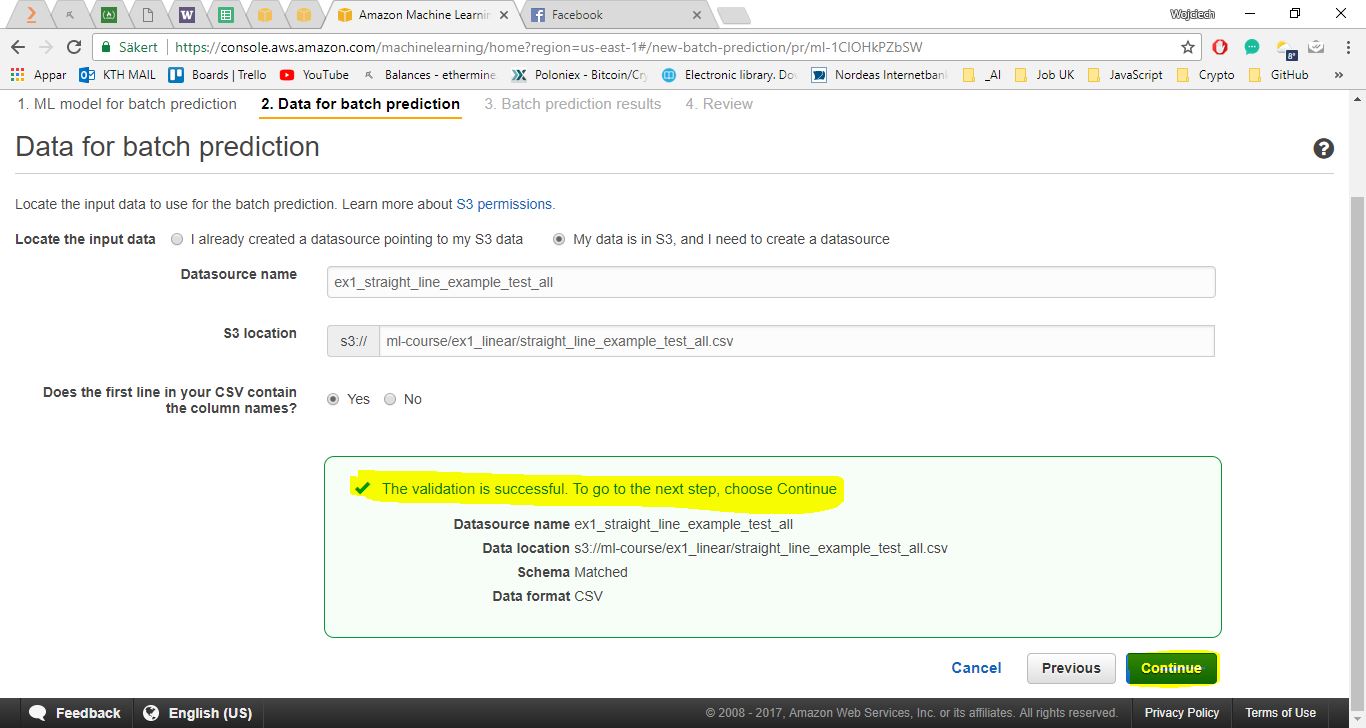 Amazon Machine Learnin
Facebook
Wojciech
Säkert
https://console.aws.amazon.com/machinelearning/home?region=us-east-1#/new-batch-prediction/pr/ml-1CIOHkPZbSW
8°
Appar KTH MAIL Boards | Trello YouTube Balances - ethermine Poloniex - Bitcoin/Cry Electronic library. Do Nordeas Internetbank _AI Job UK JavaScript Crypto GitHub »
1. ML model for batch prediction 2. Data for batch prediction 3. Batch prediction results 4. Review
Data for batch prediction
?
Locate the input data to use for the batch prediction. Learn more about S3 permissions.
Locate the input data I already created a datasource pointing to my S3 data My data is in S3, and I need to create a datasource
Datasource name ex1_straight_line_example_test_all
S3 location s3:// ml-course/ex1_linear/straight_line_example_test_all.csv
Does the first line in your CSV contain
the column names?
Yes No
The validation is successful. To go to the next step, choose Continue
Datasource name ex1_straight_line_example_test_all
Data location s3://ml-course/ex1_linear/straight_line_example_test_all.csv
Schema Matched
Data format CSV
Cancel Previous Continue
Feedback English (US) © 2008 - 2017, Amazon Web Services, Inc. or its affiliates. All rights reserved. Privacy Policy Terms of Use